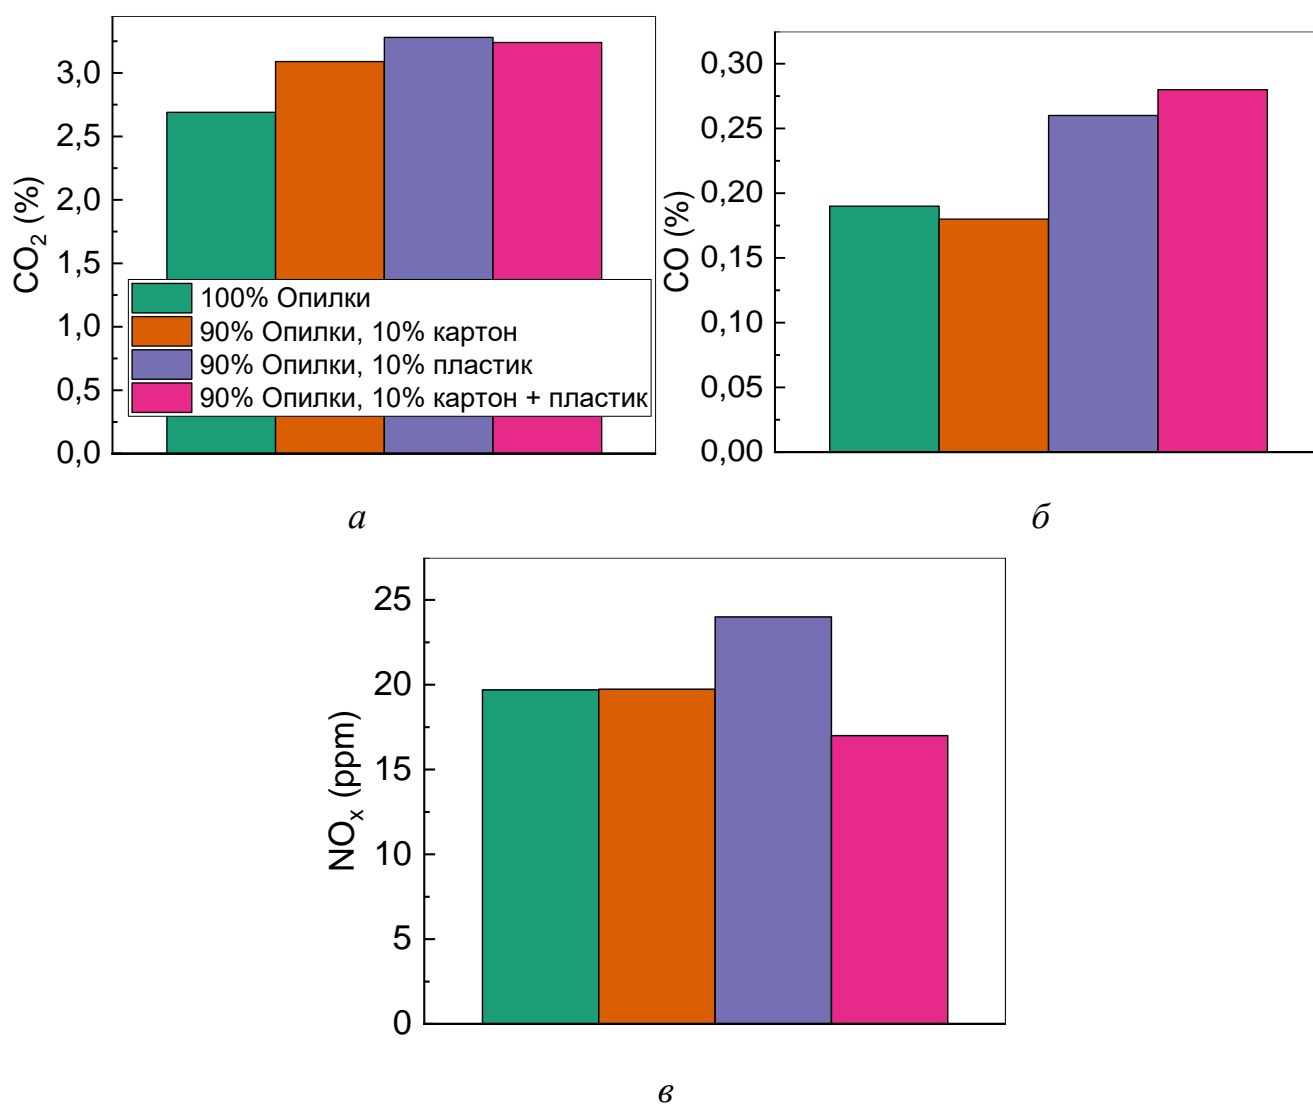 3,0
2,5
2,0
1,5
1,0
0,5
0,0
CO₂ (%)
100% Опилки
90% Опилки, 10% картон
90% Опилки, 10% пластик
90% Опилки, 10% картон + пластик
а
0,30
0,25
0,20
0,15
0,10
0,05
0,00
CO (%)
б
25
20
15
10
5
0
NOₓ (ppm)
в